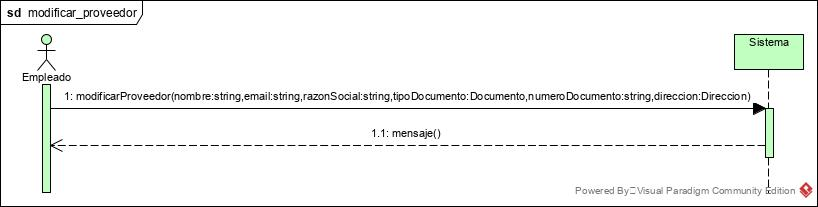 sd modificar_proveedor
Sistema
Empleado
1: modificarProveedor(nombre:string,email:string,razonSocial:string,tipoDocumento:Documento,numeroDocumento:string,direccion:Direccion)
1.1: mensaje()
Powered By Visual Paradigm Community Edition